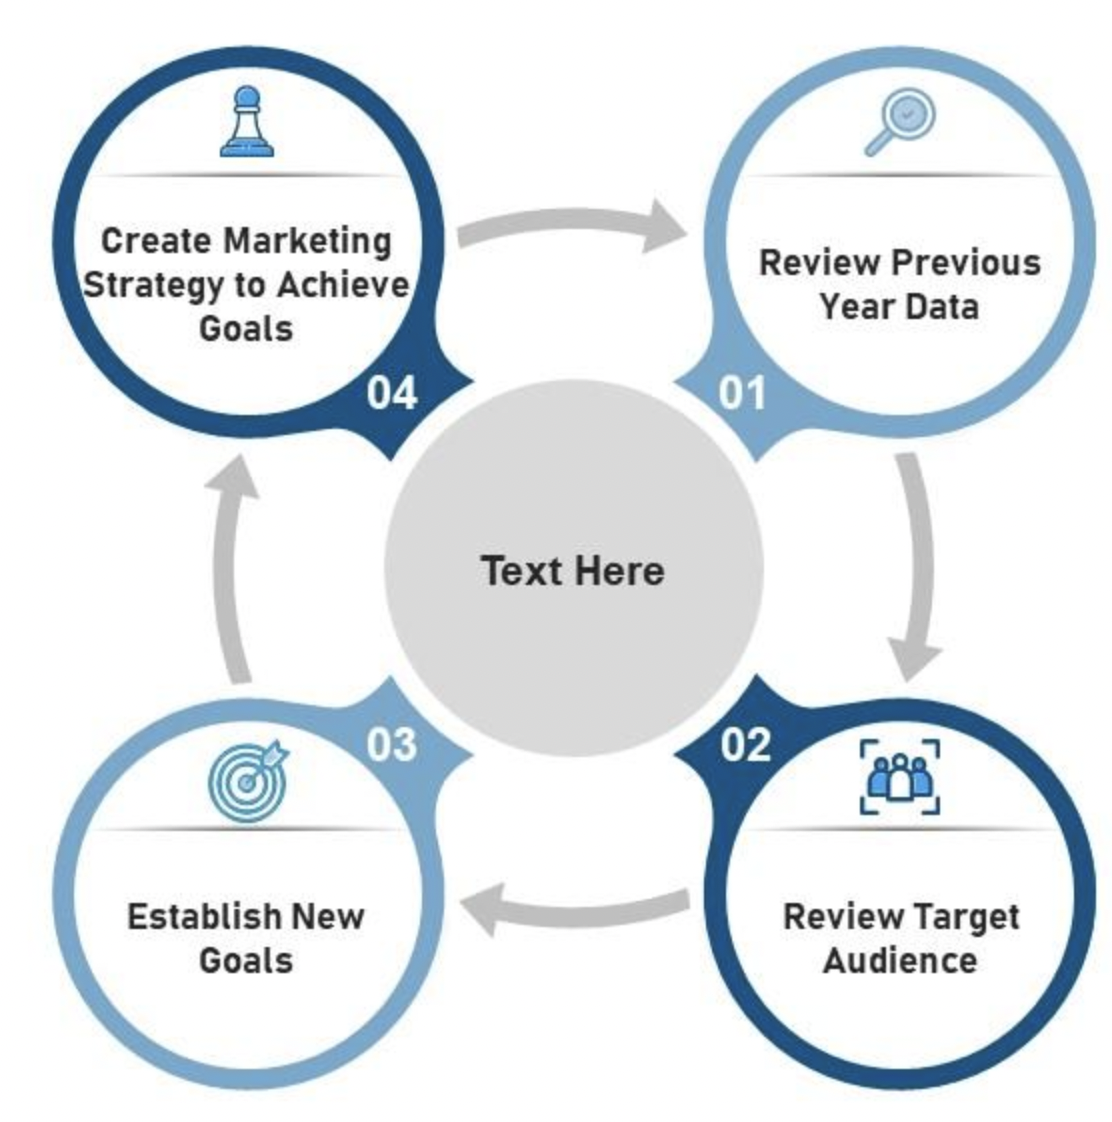 01
Review Previous
Year Data
02
Review Target
Audience
03
Establish New
Goals
04
Create Marketing
Strategy to Achieve
Goals
Text Here